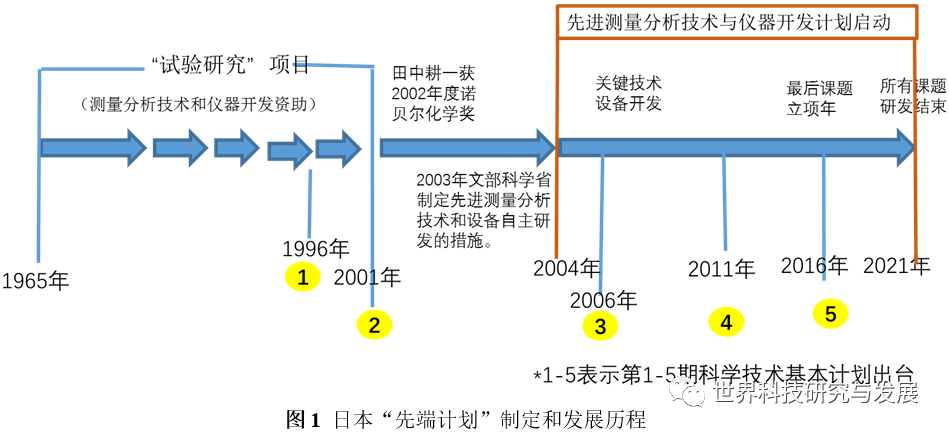 先进测量分析技术与仪器开发计划启动
“试验研究” 项目
（测量分析技术和仪器开发资助）
田中耕一获
2002年度诺
贝尔化学奖
关键技术
设备开发
最后课题
立项年
所有课题
研发结束
2003年文部科学省
制定先进测量分析
技术和设备自主研
发的措施。
1965年
1996年
1
2001年
2
2004年
2006年
3
2011年
4
2016年
5
2021年
*1-5表示第1-5期科学技术基本计划出台
世界科技研究与发展
图 1 日本“先端计划”制定和发展历程